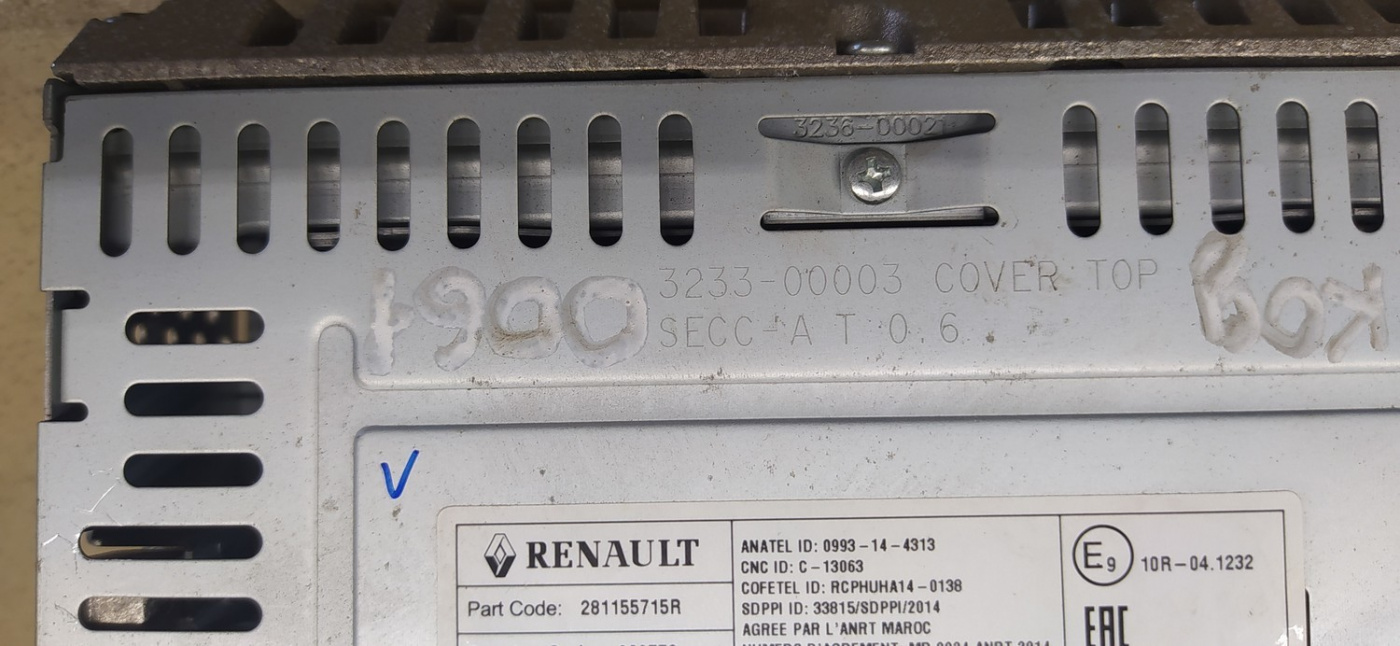 3236-00021
3233-00003 COVER TOP
SECC-A T 0.6
1900
RENAULT
Part Code: 281155715R
ANATEL ID: 0993-14-4313
CNC ID: C-13063
COFETEL ID: RCPHUHA14-0138
SDPPI ID: 33815/SDPPI/2014
AGREE PAR L'ANRT MAROC
E9
10R-04.1232
EAC
V